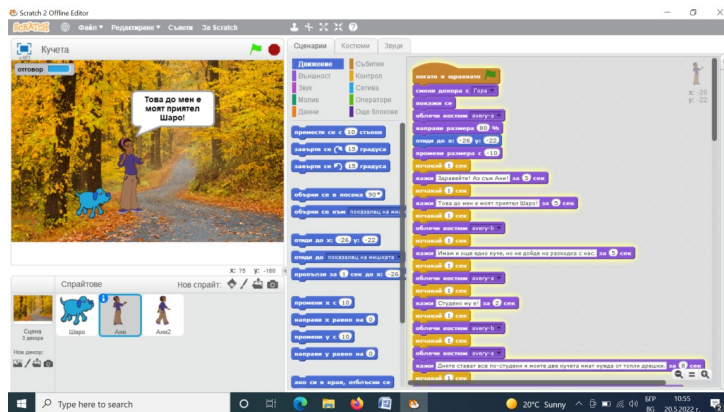 Scratch 2 Offline Editor
SCRATCH
Файл
Редактиране
Съвети
За Scratch
Кучета
отговор
Това до мен е
моят приятел
Шаро!
X: 75 y: -180
Спрайтове
Нов спрайт:
Сцена
3 декора
Нов декор:
Шаро
Ани
Ани2
Сценарии
Костюми
Звуци
Движение
Външност
Звук
Молив
Данни
Събития
Контрол
Сетива
Оператори
Още блокове
премести се с 10 стъпки
завърти се 15 градуса
завърти се 15 градуса
обърни се в посока 90
обърни се към показалец на
отиди до x: -26 y: -22
отиди до показалец на мишката
преплъзни за 1 сек до x: -26
промени x с 10
направи x равно на 0
промени y с 10
направи y равно на 0
ако си в края, отблъсни се
когато е щракнато
смени декора с Гора
покажи се
облечи костюм avery-a
направи размера 80 %
отиди до x: -26 y: -22
промени размера с -10
изчакай 1 сек
кажи Здравейте! Аз съм Ани! за 5 сек
изчакай 1 сек
кажи Това до мен е моят приятел Шаро! за 5 сек
изчакай 1 сек
облечи костюм avery-b
изчакай 1 сек
кажи Имам и още едно куче, но не дойде на разходка с нас. за 5 сек
изчакай 1 сек
облечи костюм avery-a
изчакай 1 сек
кажи Студено му е! за 2 сек
изчакай 1 сек
облечи костюм avery-b
изчакай 1 сек
облечи костюм avery-a
кажи Дните стават все по-студени и моите две кучета имат нужда от топли дрешки. за 8 сек
изчакай 1 сек
x: -26
y: -22
Type here to search
20°C Sunny
БГР
BG
10:55
20.5.2022 г.